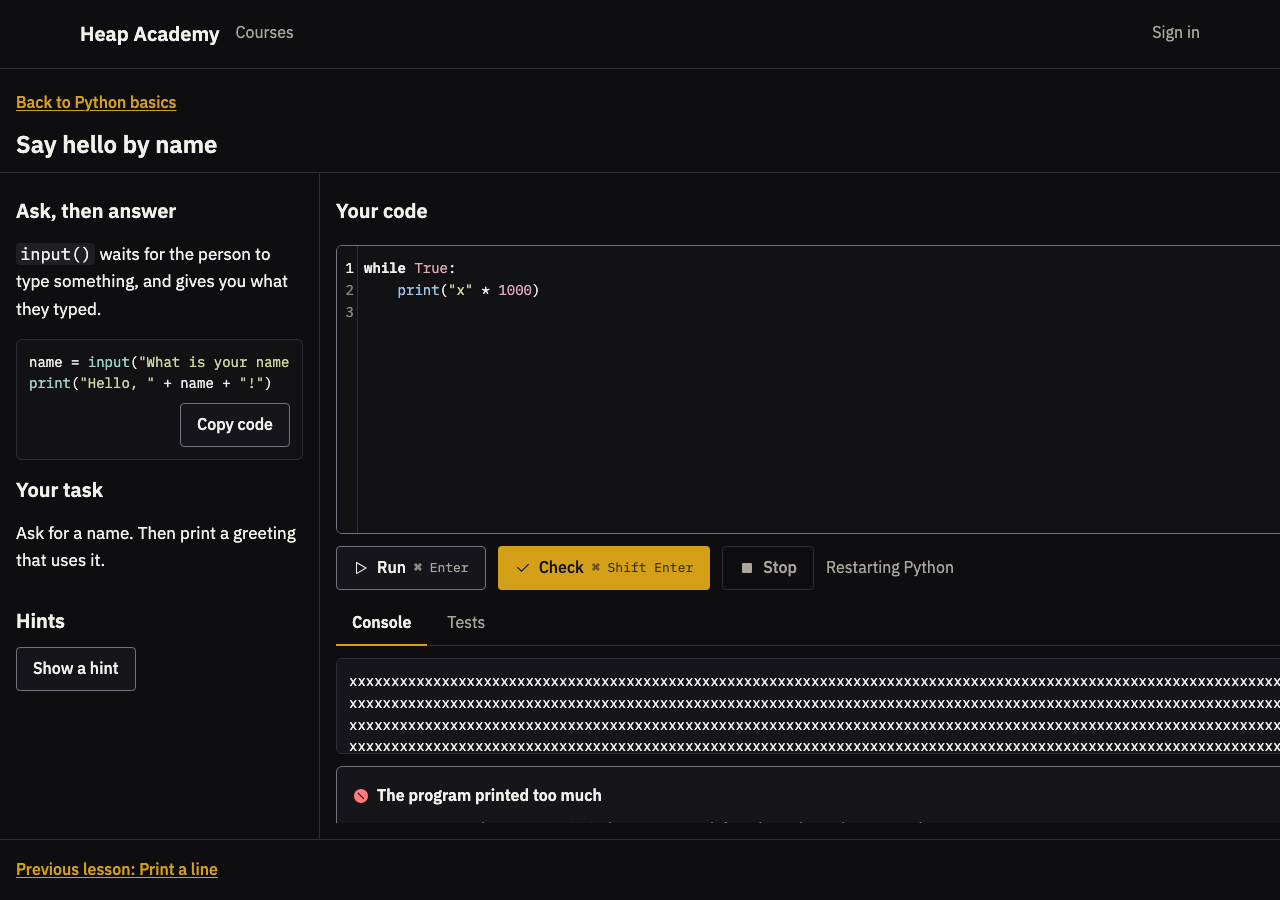 Heap Academy Courses Sign in
Back to Python basics
Say hello by name
Ask, then answer
input() waits for the person to
type something, and gives you what
they typed.
name = input("What is your name
print("Hello, " + name + "!")
Copy code
Your task
Ask for a name. Then print a greeting
that uses it.
Hints
Show a hint
Your code
1 while True:
2 print("x" * 1000)
3
Run ⌘ Enter Check ⌘ Shift Enter Stop Restarting Python
Console Tests
The program printed too much
Previous lesson: Print a line